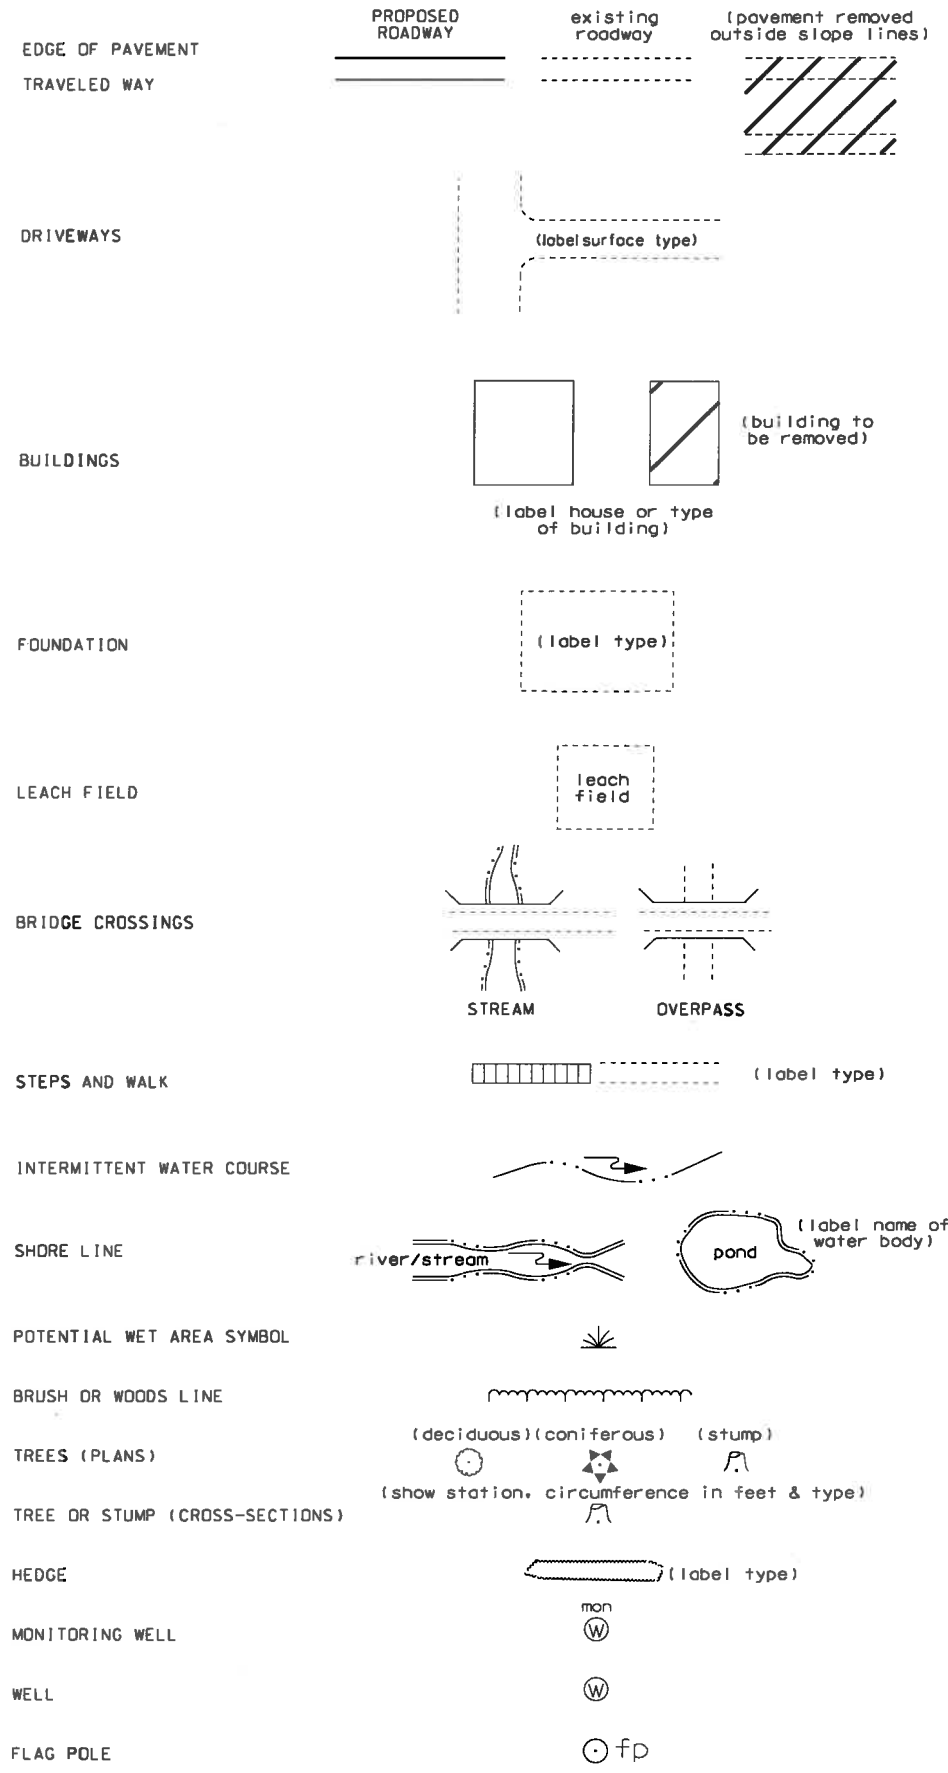 PROPOSED
ROADWAY
existing
roadway
(pavement removed
outside slope lines)
EDGE OF PAVEMENT
TRAVELED WAY
DRIVEWAYS
(label surface type)
BUILDINGS
(building to
be removed)
(label house or type
of building)
FOUNDATION
(label type)
LEACH FIELD
leach
field
BRIDGE CROSSINGS
STREAM
OVERPASS
STEPS AND WALK
(label type)
INTERMITTENT WATER COURSE
SHORE LINE
river/stream
pond
(label name of
water body)
POTENTIAL WET AREA SYMBOL
BRUSH OR WOODS LINE
TREES (PLANS)
(deciduous) (coniferous) (stump)
(show station, circumference in feet & type)
TREE OR STUMP (CROSS-SECTIONS)
HEDGE
(label type)
MONITORING WELL
mon
W
WELL
W
FLAG POLE
fp